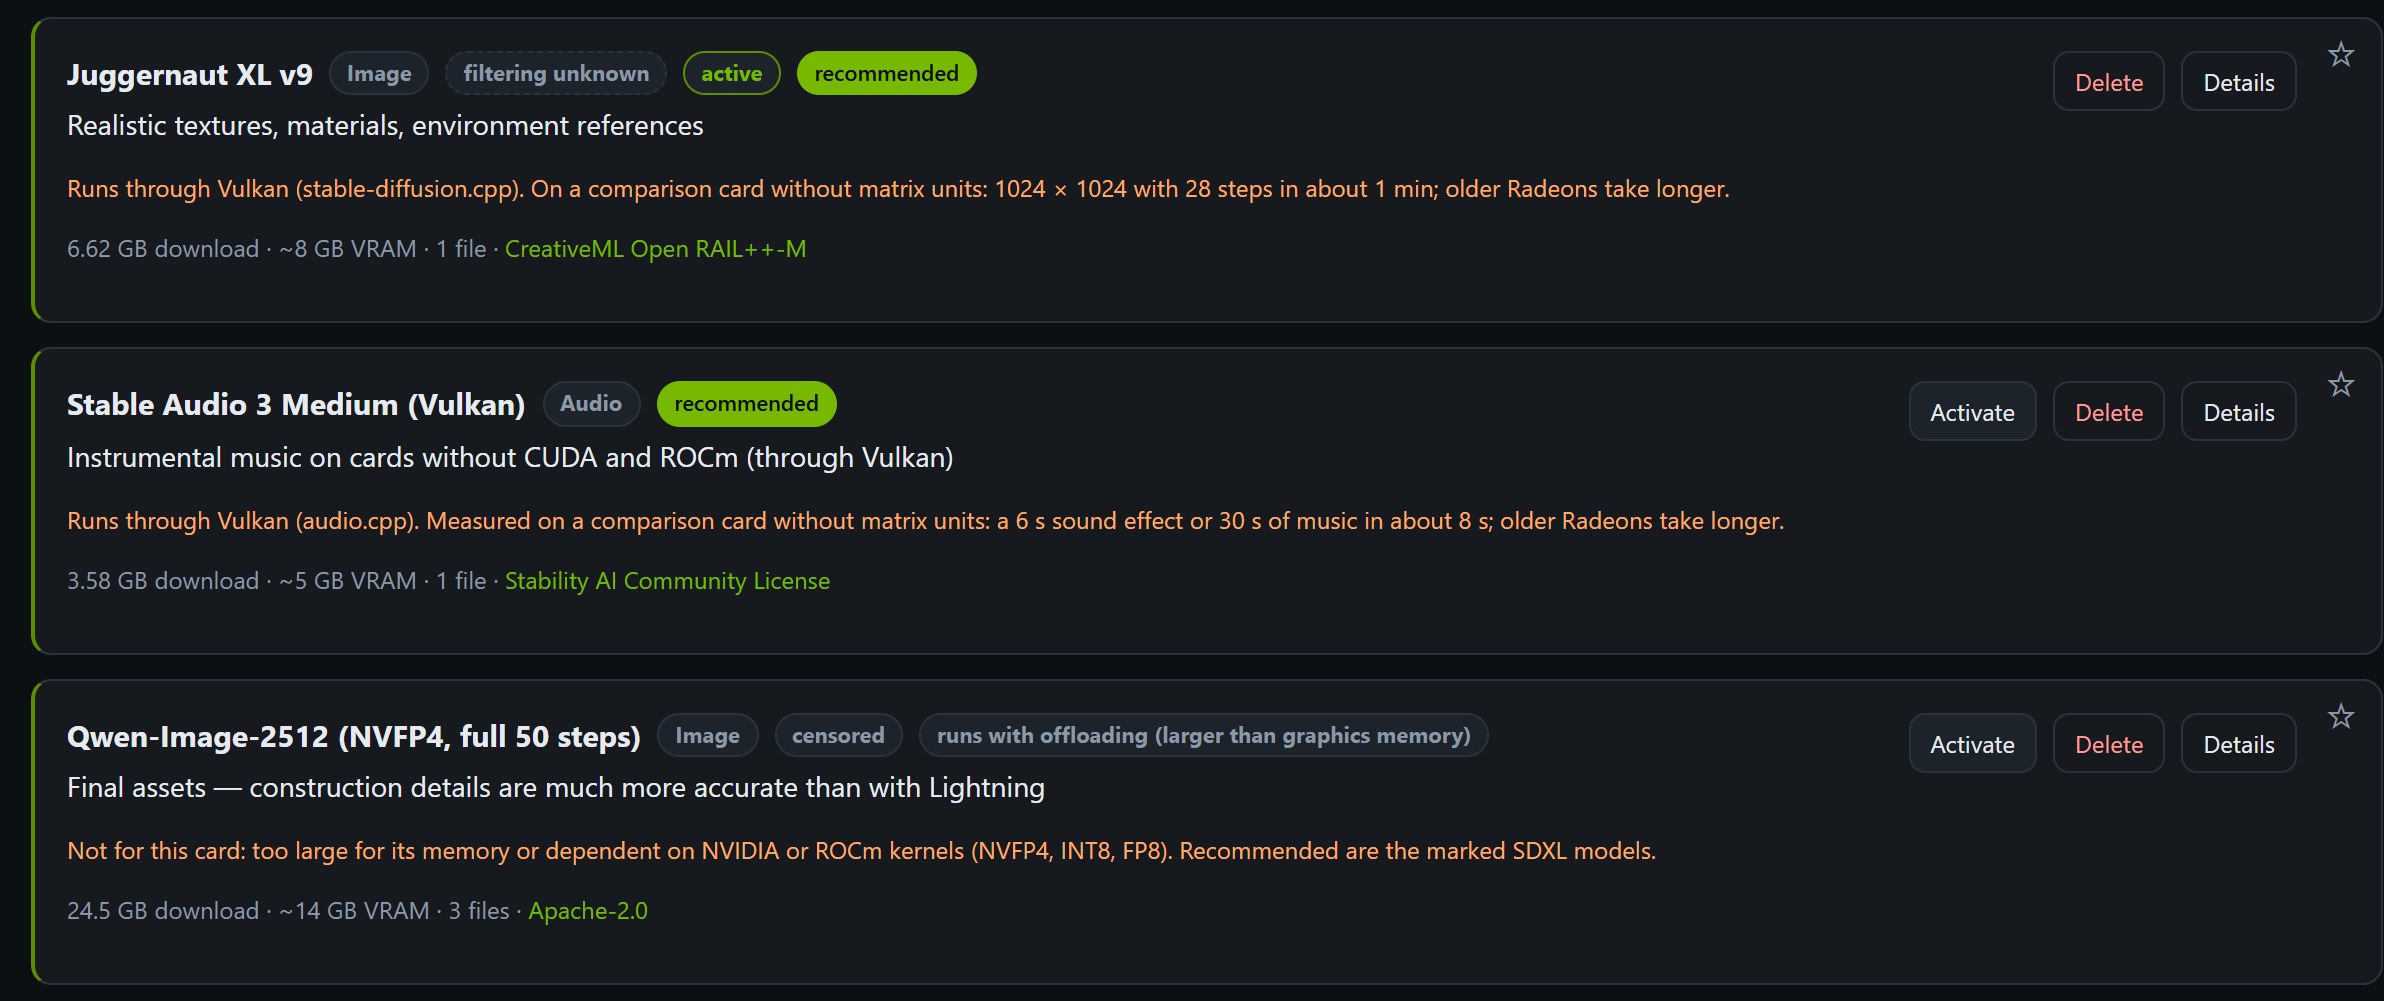 Juggernaut XL v9 Image filtering unknown active recommended Delete Details ☆
Realistic textures, materials, environment references
Runs through Vulkan (stable-diffusion.cpp). On a comparison card without matrix units: 1024 × 1024 with 28 steps in about 1 min; older Radeons take longer.
6.62 GB download · ~8 GB VRAM · 1 file · CreativeML Open RAIL++-M
Stable Audio 3 Medium (Vulkan) Audio recommended Activate Delete Details ☆
Instrumental music on cards without CUDA and ROCm (through Vulkan)
Runs through Vulkan (audio.cpp). Measured on a comparison card without matrix units: a 6 s sound effect or 30 s of music in about 8 s; older Radeons take longer.
3.58 GB download · ~5 GB VRAM · 1 file · Stability AI Community License
Qwen-Image-2512 (NVFP4, full 50 steps) Image censored runs with offloading (larger than graphics memory) Activate Delete Details ☆
Final assets — construction details are much more accurate than with Lightning
Not for this card: too large for its memory or dependent on NVIDIA or ROCm kernels (NVFP4, INT8, FP8). Recommended are the marked SDXL models.
24.5 GB download · ~14 GB VRAM · 3 files · Apache-2.0